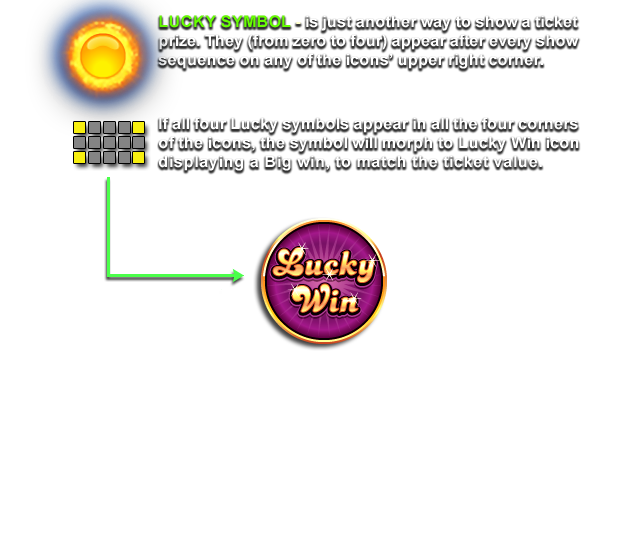 LUCKY SYMBOL - is just another way to show a ticket
prize. They (from zero to four) appear after every show
sequence on any of the icons' upper right corner.
If all four Lucky symbols appear in all the four corners
of the icons, the symbol will morph to Lucky Win icon
displaying a Big win, to match the ticket value.
Lucky
Win